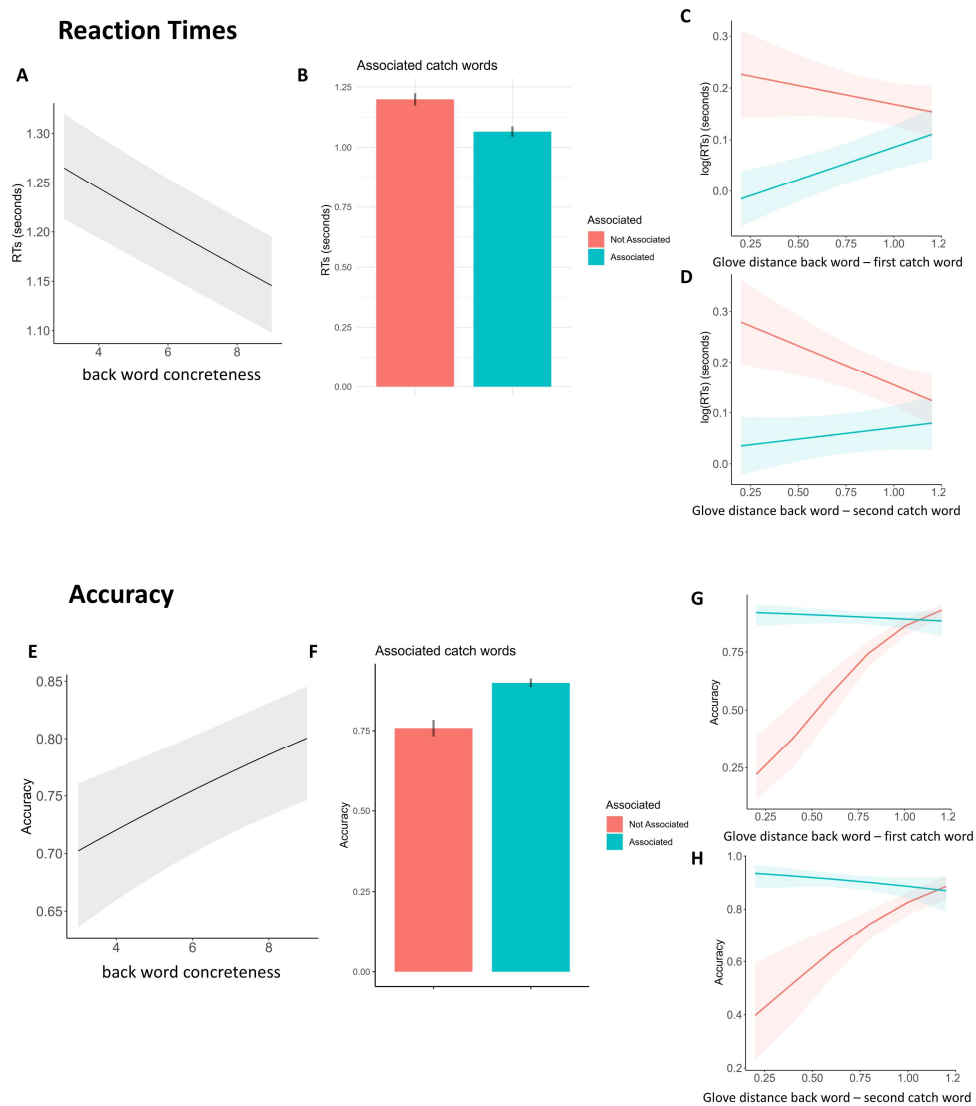 Reaction Times
A
1.30
1.25
1.20
1.15
1.10
RTs (seconds)
4 6 8
back word concreteness
B
Associated catch words
1.25
1.00
0.75
0.50
0.25
0.00
RTs (seconds)
Associated
Not Associated
Associated
C
0.3
0.2
0.1
0.0
log(RTs) (seconds)
0.25 0.50 0.75 1.00 1.2
Glove distance back word – first catch word
D
0.3
0.2
0.1
0.0
log(RTs) (seconds)
0.25 0.50 0.75 1.00 1.2
Glove distance back word – second catch word
Accuracy
E
0.85
0.80
0.75
0.70
0.65
Accuracy
4 6 8
back word concreteness
F
Associated catch words
0.75
0.50
0.25
0.00
Accuracy
Associated
Not Associated
Associated
G
0.75
0.50
0.25
Accuracy
0.25 0.50 0.75 1.00 1.2
Glove distance back word – first catch word
H
1.0
0.8
0.6
0.4
0.2
Accuracy
0.25 0.50 0.75 1.00 1.2
Glove distance back word – second catch word